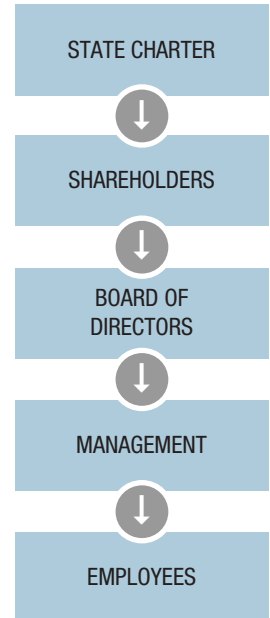 STATE CHARTER
SHAREHOLDERS
BOARD OF
DIRECTORS
MANAGEMENT
EMPLOYEES